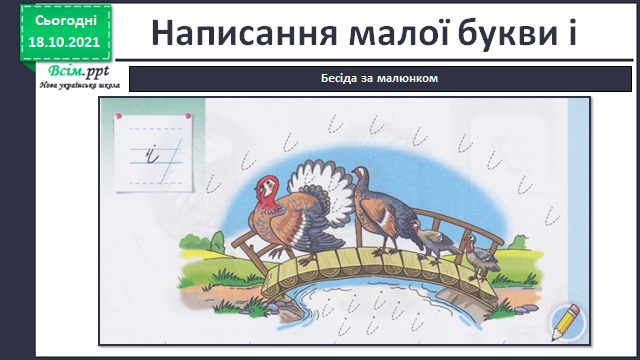 Сьогодні
18.10.2021
Написання малої букви і
Всім.ppt
Нова українська школа
Бесіда за малюнком
і
і і і і і і і і і і і
і і і
і і і і